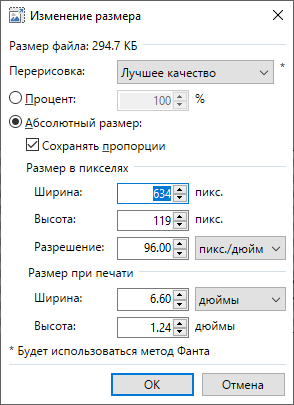 Изменение размера
Размер файла: 294.7 КБ
Перерисовка: Лучшее качество *
Процент: 100 %
Абсолютный размер:
Сохранять пропорции
Размер в пикселях
Ширина: 634 пикс.
Высота: 119 пикс.
Разрешение: 96.00 пикс./дюйм
Размер при печати
Ширина: 6.60 дюймы
Высота: 1.24 дюймы
* Будет использоваться метод Фанта
ОК Отмена